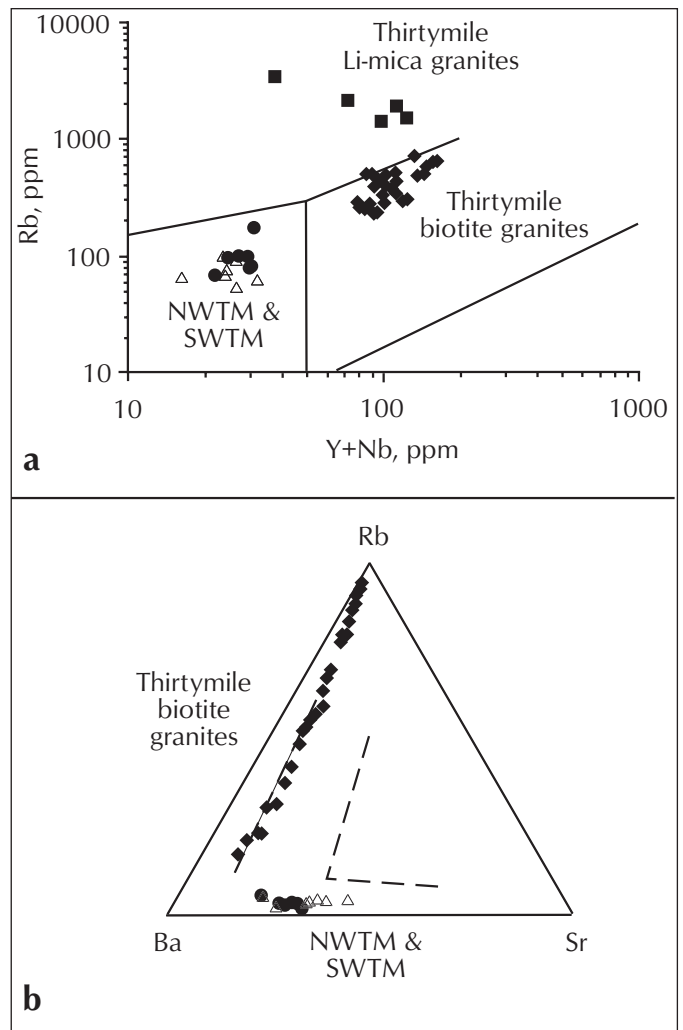 10000
1000
100
10
Rb, ppm
Thirtymile
Li-mica granites
Thirtymile
biotite granites
NWTM &
SWTM
10
100
1000
Y+Nb, ppm
a
Rb
Thirtymile
biotite
granites
Ba
NWTM &
SWTM
Sr
b